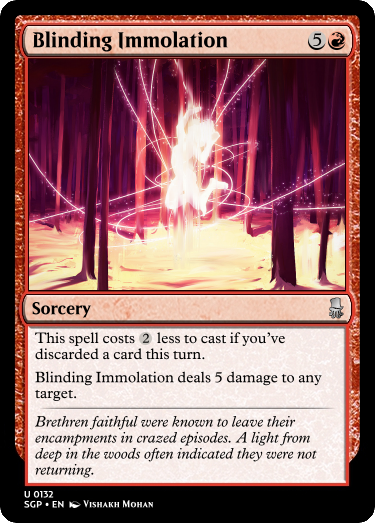 Blinding Immolation 5
Sorcery
This spell costs 2 less to cast if you've
discarded a card this turn.
Blinding Immolation deals 5 damage to any
target.
Brethren faithful were known to leave their
encampments in crazed episodes. A light from
deep in the woods often indicated they were not
returning.
U 0132
SGP • EN Vishakh Mohan